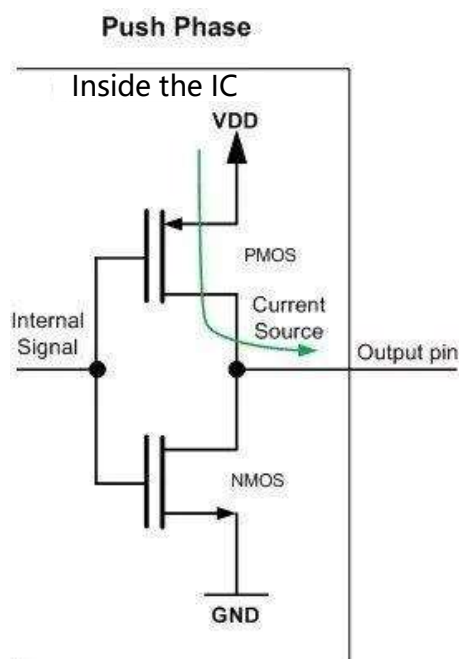 Push Phase
Inside the IC
VDD
PMOS
Current
Source
Internal
Signal
Output pin
NMOS
GND